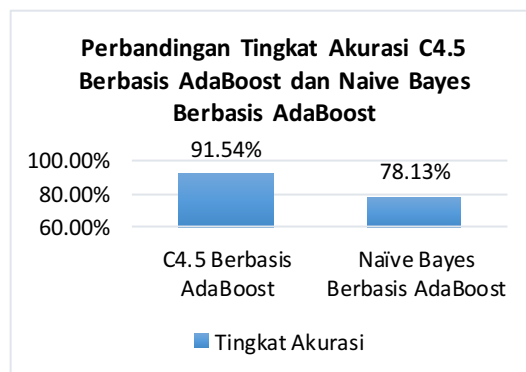 Perbandingan Tingkat Akurasi C4.5
Berbasis AdaBoost dan Naive Bayes
Berbasis AdaBoost
100.00%
80.00%
60.00%
91.54%
78.13%
C4.5 Berbasis
AdaBoost
Naïve Bayes
Berbasis AdaBoost
Tingkat Akurasi